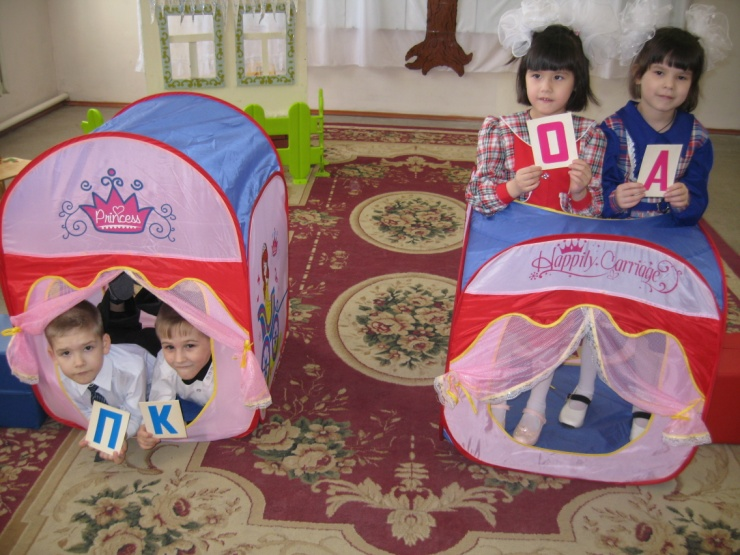 О
А
Princess
Happily Carriage
П
К